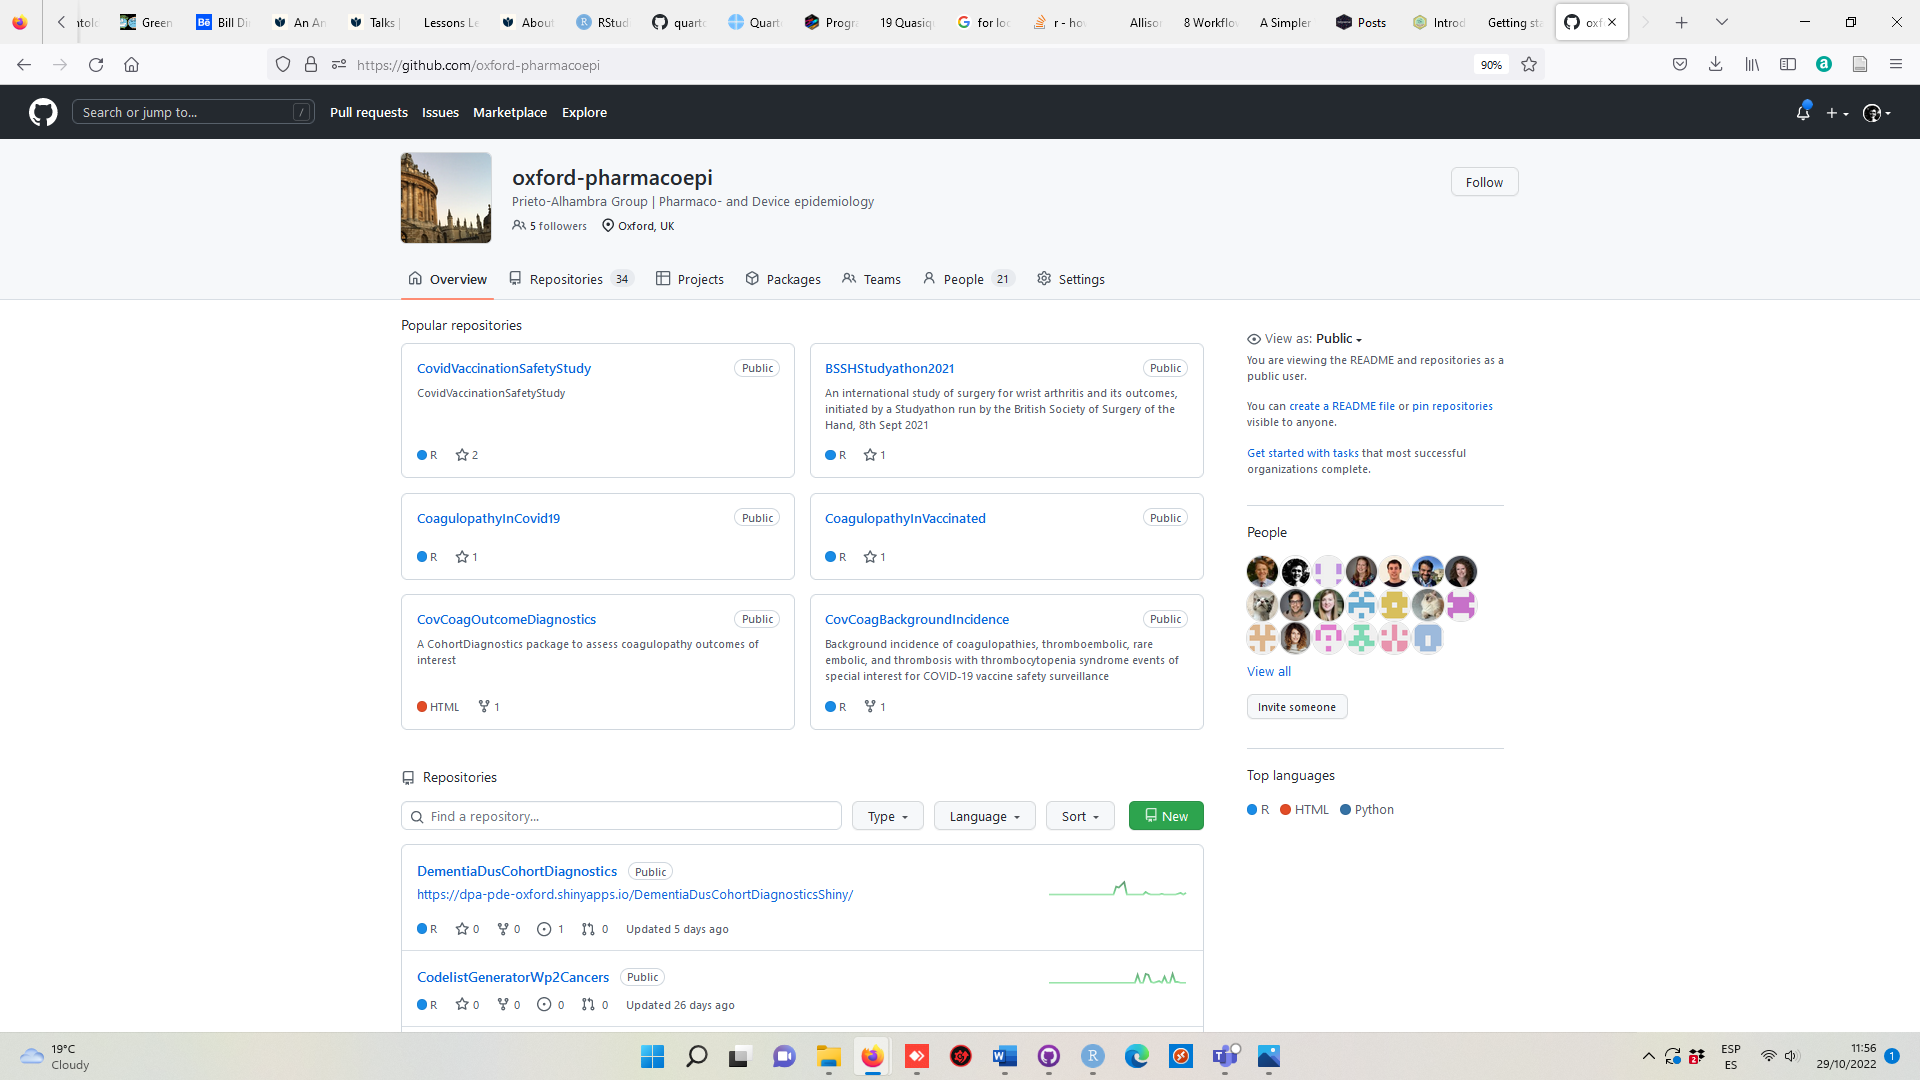 Green
Bē Bill Di
An An
Talks |
Lessons Le
About
RStud
quarto
Quart
Progra
19 Quasiqu
for loc
r - how
Allison
8 Workflow
A Simpler
Posts
Introd
Getting sta
oxf
https://github.com/oxford-pharmacoepi
90%
Search or jump to...
/
Pull requests
Issues
Marketplace
Explore
oxford-pharmacoepi
Follow
Prieto-Alhambra Group | Pharmaco- and Device epidemiology
5 followers
Oxford, UK
Overview
Repositories 34
Projects
Packages
Teams
People 21
Settings
Popular repositories
CovidVaccinationSafetyStudy
Public
CovidVaccinationSafetyStudy
R
2
BSSHStudyathon2021
Public
An international study of surgery for wrist arthritis and its outcomes,
initiated by a Studyathon run by the British Society of Surgery of the
Hand, 8th Sept 2021
R
1
CoagulopathyInCovid19
Public
R
1
CoagulopathyInVaccinated
Public
R
1
CovCoagOutcomeDiagnostics
Public
A CohortDiagnostics package to assess coagulopathy outcomes of
interest
HTML
1
CovCoagBackgroundIncidence
Public
Background incidence of coagulopathies, thromboembolic, rare
embolic, and thrombosis with thrombocytopenia syndrome events of
special interest for COVID-19 vaccine safety surveillance
R
1
Repositories
Find a repository...
Type
Language
Sort
New
DementiaDusCohortDiagnostics
Public
https://dpa-pde-oxford.shinyapps.io/DementiaDusCohortDiagnosticsShiny/
R 0 0 1 0 Updated 5 days ago
CodelistGeneratorWp2Cancers
Public
R 0 0 0 0 Updated 26 days ago
View as: Public
You are viewing the README and repositories as a
public user.
You can create a README file or pin repositories
visible to anyone.
Get started with tasks that most successful
organizations complete.
People
View all
Invite someone
Top languages
R HTML Python
19°C
Cloudy
ESP
ES
11:56
29/10/2022
1